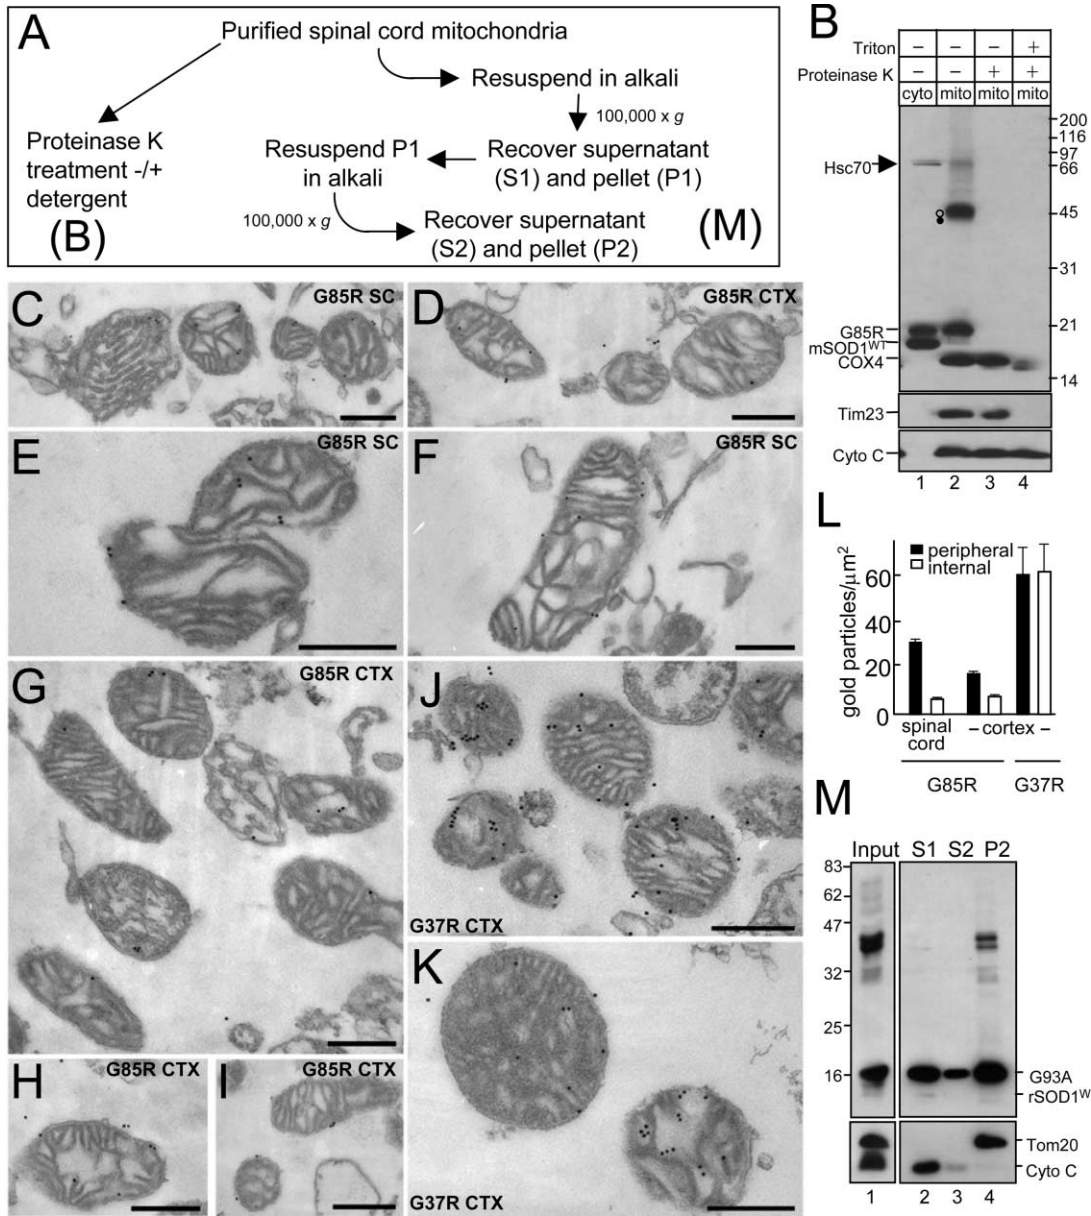 A
Purified spinal cord mitochondria
Resuspend in alkali
100,000 x g
Proteinase K
treatment -/+
detergent
(B)
Resuspend P1
in alkali
Recover supernatant
(S1) and pellet (P1)
100,000 x g
Recover supernatant
(S2) and pellet (P2)
(M)
B
Triton – – – +
Proteinase K – – + +
cyto mito mito mito
200
116
97
66
Hsc70
45
31
21
G85R
mSOD1WT
COX4
14
Tim23
Cyto C
1 2 3 4
C
G85R SC
D
G85R CTX
E
G85R SC
F
G85R SC
G
G85R CTX
H
G85R CTX
I
G85R CTX
J
G37R CTX
K
G37R CTX
L
gold particles/μm²
60
40
20
0
peripheral
internal
spinal
cord
– cortex –
G85R
G37R
M
Input S1 S2 P2
83
62
47
32
25
16
G93A
rSOD1W
Tom20
Cyto C
1 2 3 4